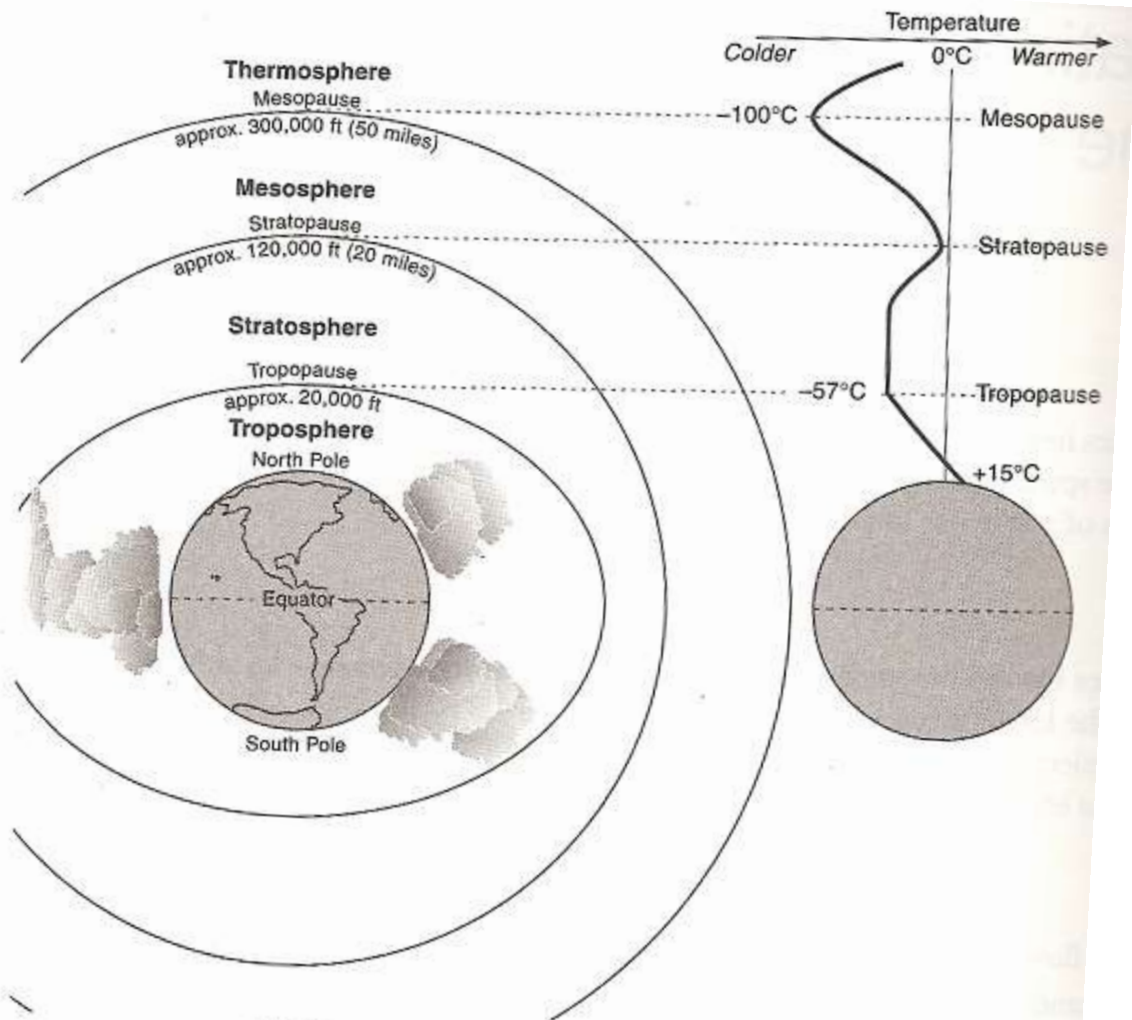 Thermosphere
Mesopause
approx. 300,000 ft (50 miles)
Mesosphere
Stratopause
approx. 120,000 ft (20 miles)
Stratosphere
Tropopause
approx. 20,000 ft
Troposphere
North Pole
Equator
South Pole
Temperature
Colder 0°C Warmer
–100°C Mesopause
Stratopause
–57°C Tropopause
+15°C